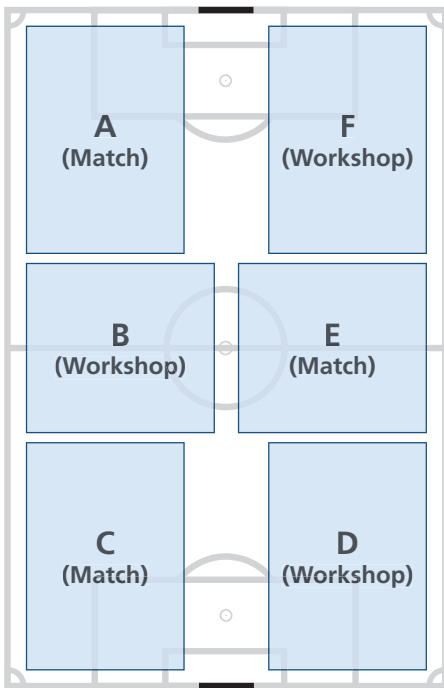 A
(Match)
F
(Workshop)
B
(Workshop)
E
(Match)
C
(Match)
D
(Workshop)